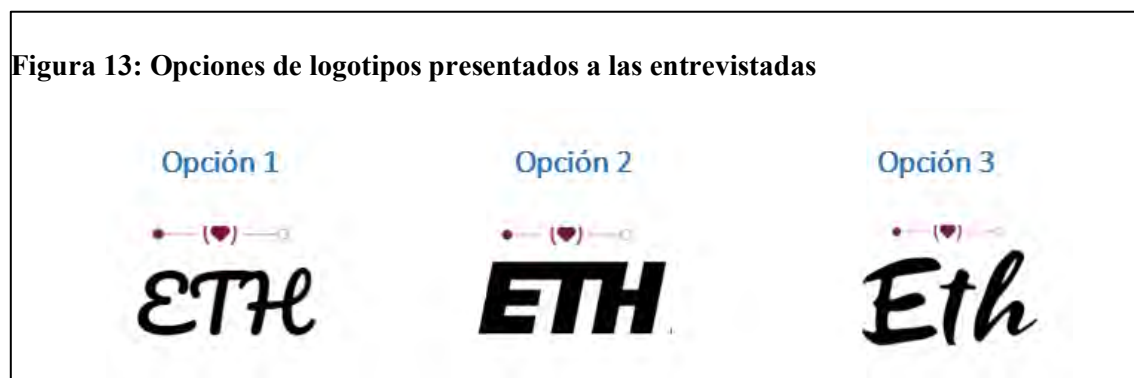 Figura 13: Opciones de logotipos presentados a las entrevistadas
Opción 1 Opción 2 Opción 3
ETH ETH Eth